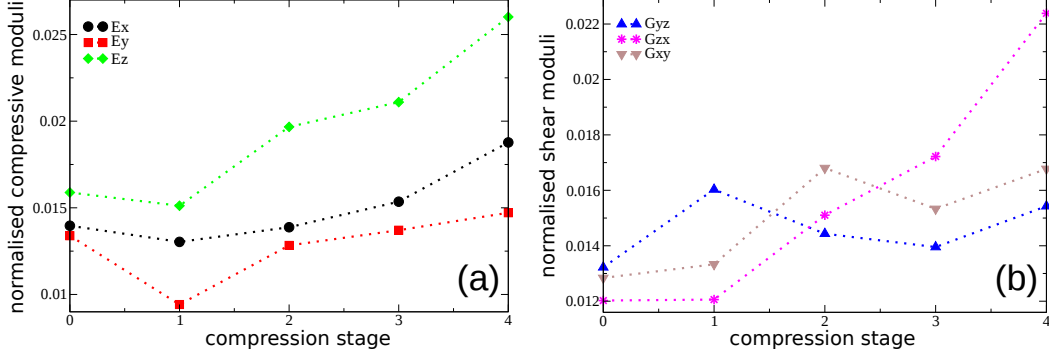 normalised compressive moduli
0.025
0.02
0.015
0.01
Ex
Ey
Ez
(a)
0 1 2 3 4
compression stage
normalised shear moduli
0.022
0.02
0.018
0.016
0.014
0.012
Gyz
Gzx
Gxy
(b)
0 1 2 3 4
compression stage